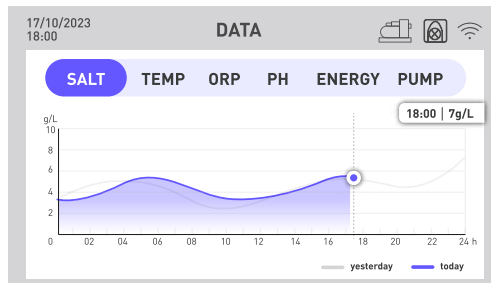 17/10/2023
18:00
DATA
SALT TEMP ORP PH ENERGY PUMP
18:00 | 7g/L
g/L
10
8
6
4
2
0 02 04 06 08 10 12 14 16 18 20 22 24 h
yesterday today